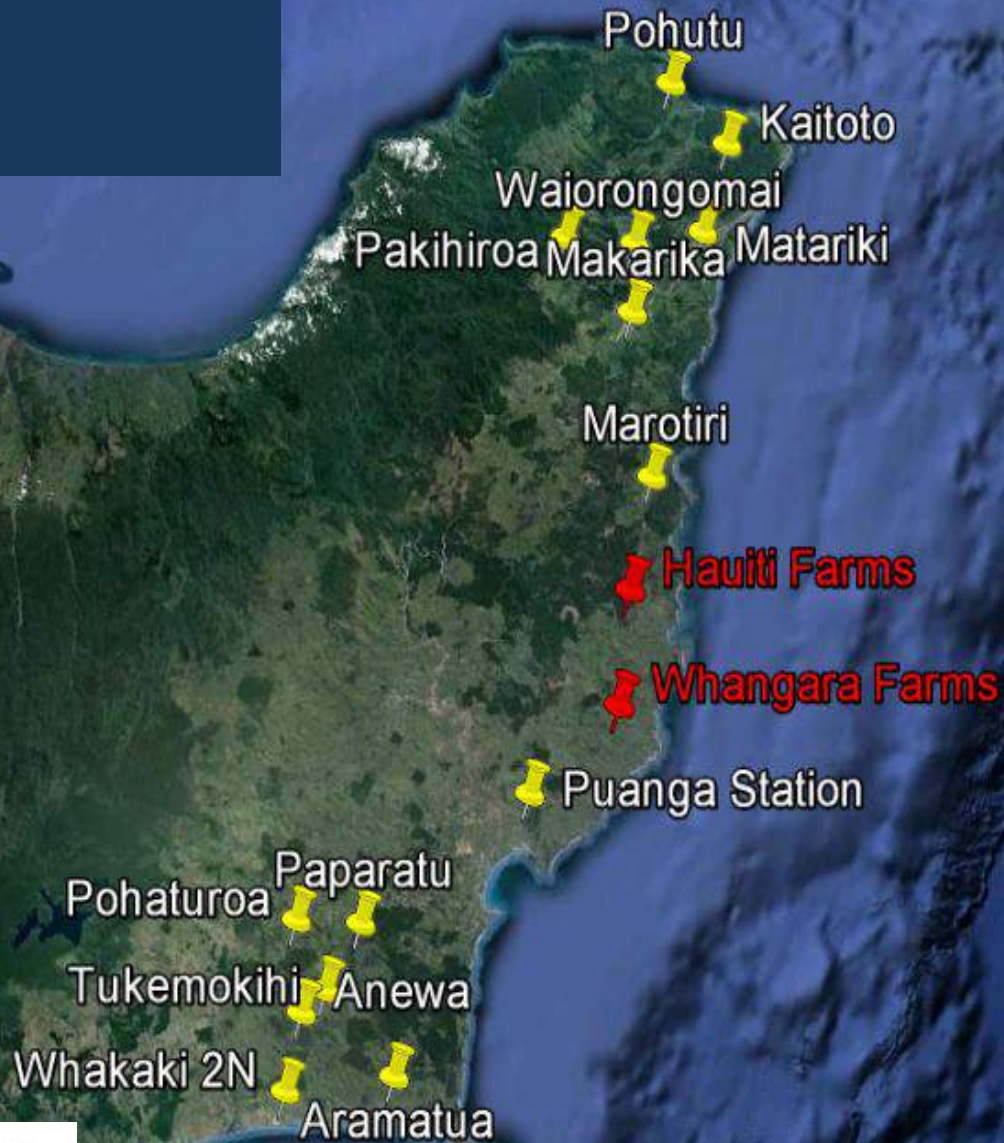 Pohutu
Kaitoto
Waiorongomai
Pakihiroa
Makarika
Matariki
Marotiri
Hauiti Farms
Whangara Farms
Puanga Station
Paparatu
Pohaturoa
Tukemokihi
Anewa
Whakaki 2N
Aramatua